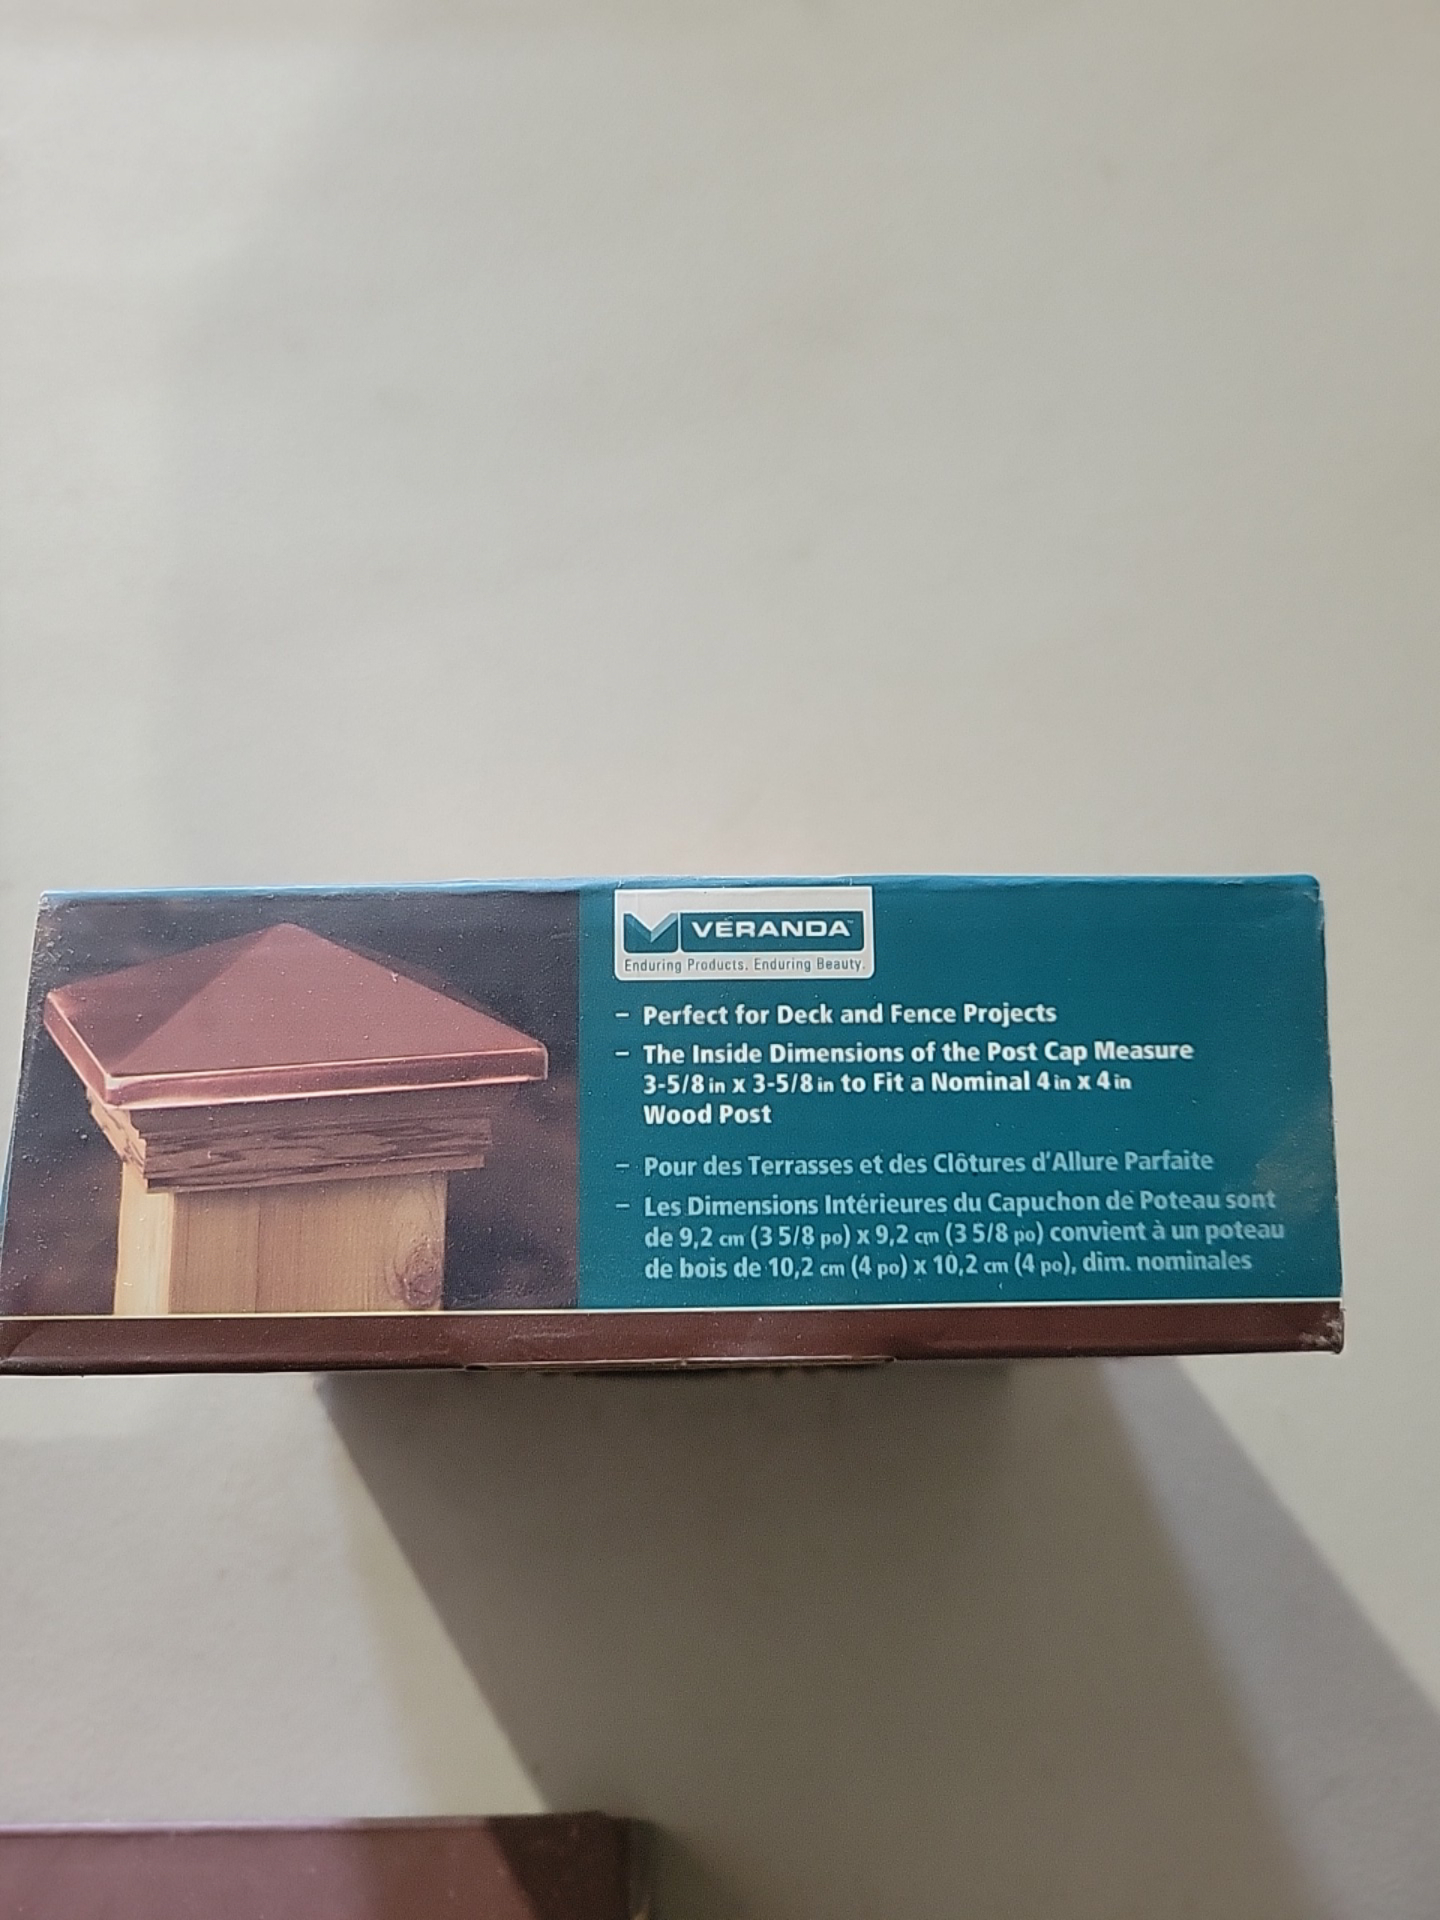 VERANDA™
Enduring Products. Enduring Beauty.
– Perfect for Deck and Fence Projects
– The Inside Dimensions of the Post Cap Measure
3-5/8 in x 3-5/8 in to Fit a Nominal 4 in x 4 in
Wood Post
– Pour des Terrasses et des Clôtures d'Allure Parfaite
– Les Dimensions Intérieures du Capuchon de Poteau sont
de 9,2 cm (3 5/8 po) x 9,2 cm (3 5/8 po) convient à un poteau
de bois de 10,2 cm (4 po) x 10,2 cm (4 po), dim. nominales